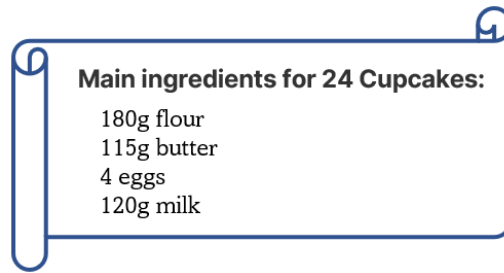 Main ingredients for 24 Cupcakes:
180g flour
115g butter
4 eggs
120g milk